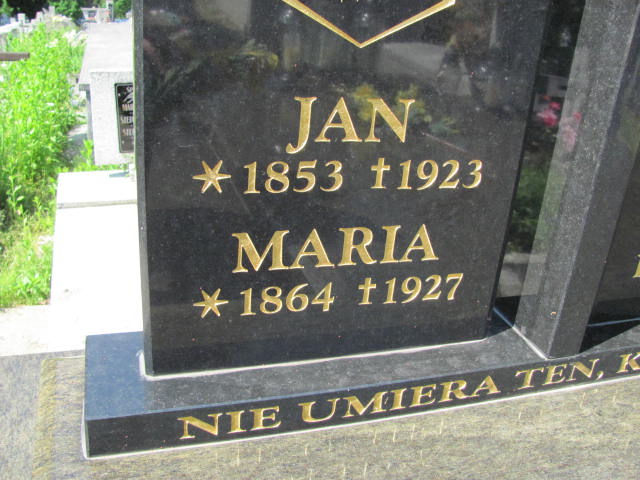 JAN
* 1853 † 1923
MARIA
* 1864 † 1927
NIE UMIERA TEN, K